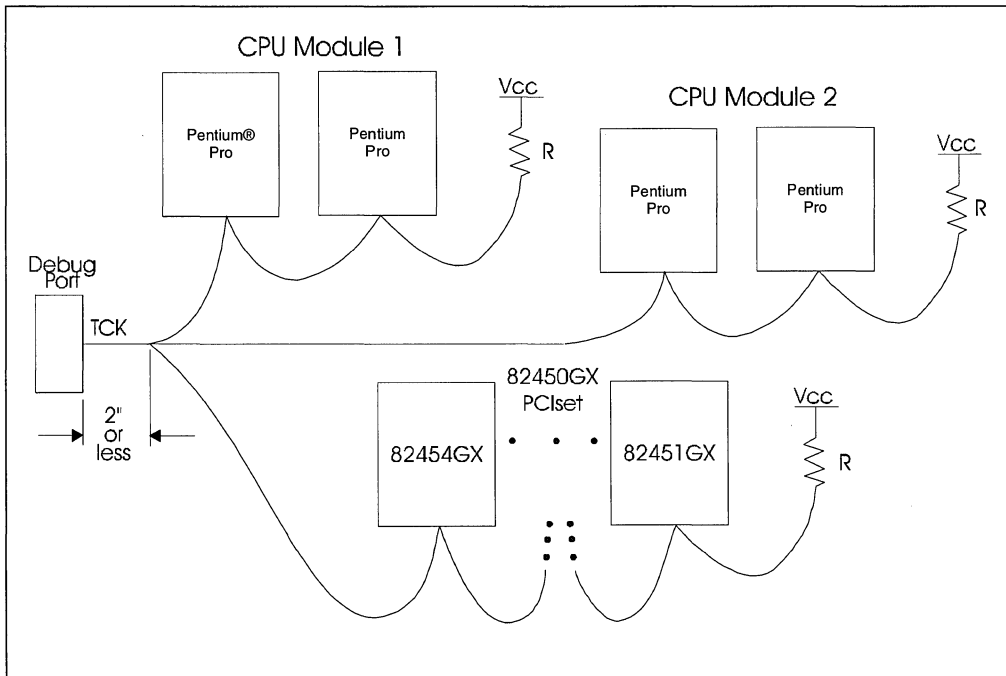 CPU Module 1
Pentium®
Pro
Pentium
Pro
Vcc
R
CPU Module 2
Pentium
Pro
Pentium
Pro
Vcc
R
Debug
Port
TCK
2"
or
less
82450GX
PCIset
82454GX
82451GX
Vcc
R